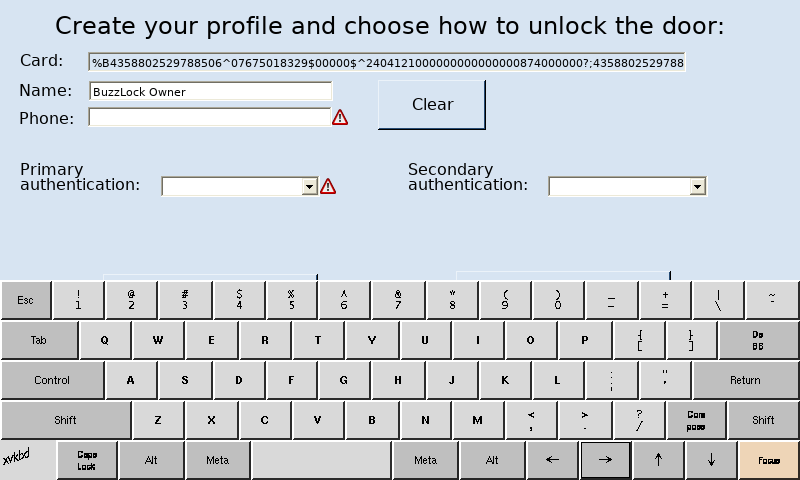 Create your profile and choose how to unlock the door:
Card: %B4358802529788506^07675018329$00000$^24041210000000000000000874000000?;4358802529788
Name: BuzzLock Owner
Clear
Phone:
Primary authentication:
Secondary authentication:
Esc ! 1 @ 2 # 3 $ 4 % 5 ^ 6 & 7 * 8 ( 9 ) 0 _ - + = | \ ~ `
Tab Q W E R T Y U I O P { [ } ]
Control A S D F G H J K L : ; " ' Return
Shift Z X C V B N M < , > . ? / Com pose Shift
xvkbd Caps Lock Alt Meta Meta Alt ← → ↑ ↓ Focus